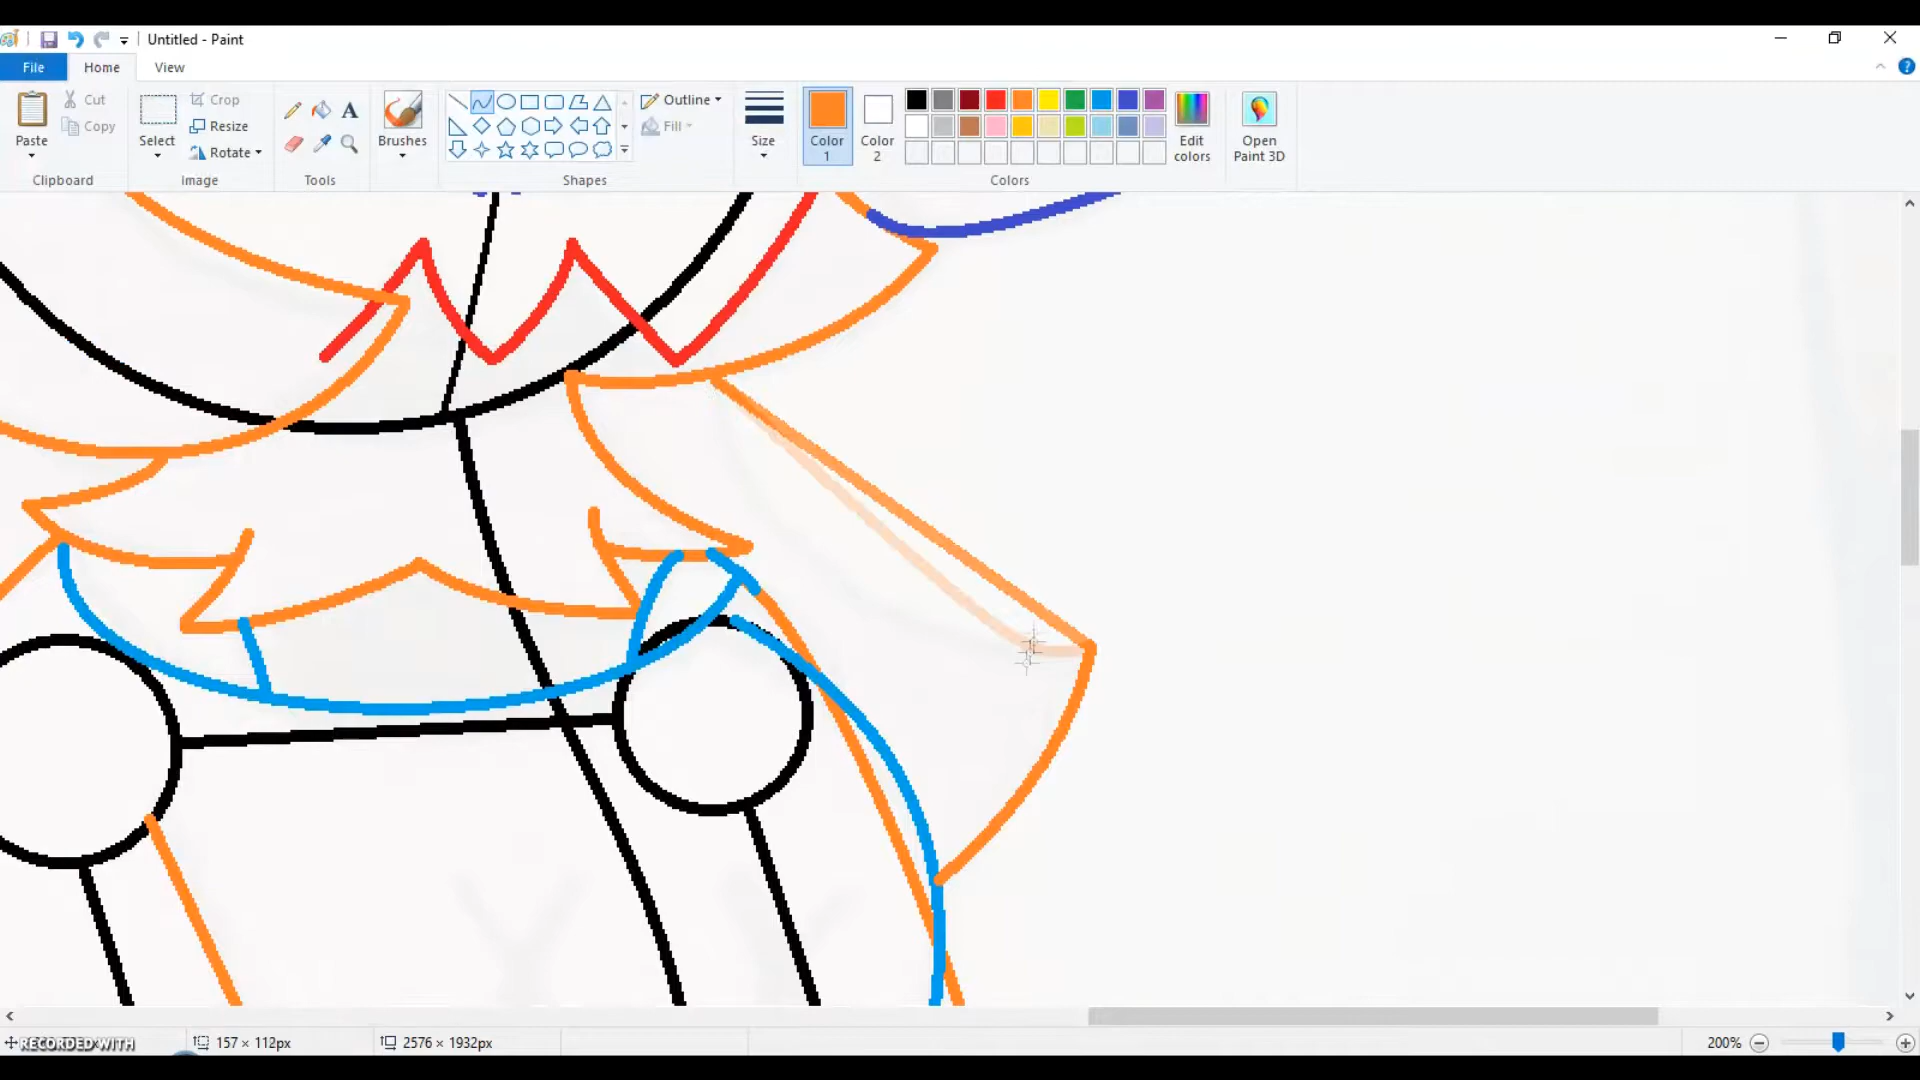 Untitled - Paint
File Home View
Paste Cut Copy Clipboard
Select Crop Resize Rotate Image
A Tools
Brushes
Shapes Outline Fill
Size
Color 1 Color 2 Edit colors Colors
Open Paint 3D
RECORDED WITH 157 × 112px 2576 × 1932px 200%